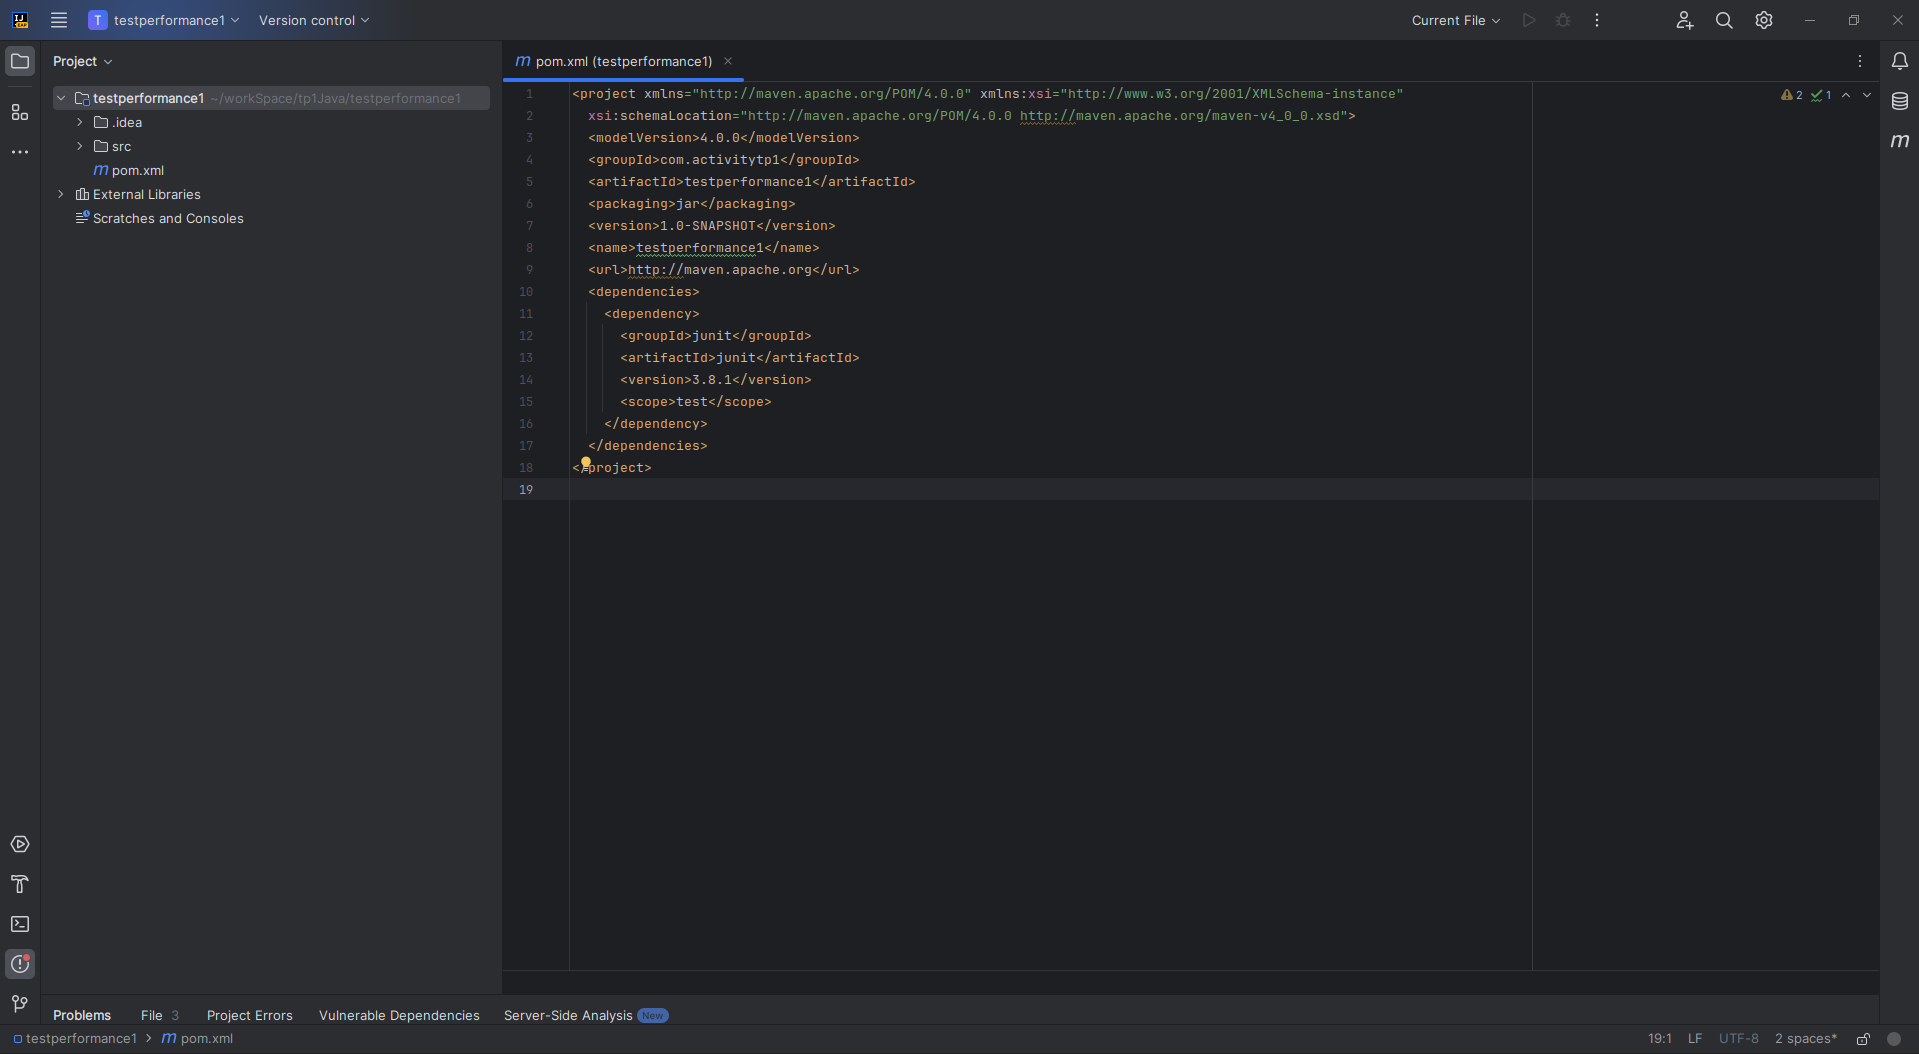 T testperformance1 Version control Current File
Project
testperformance1 ~/workSpace/tp1Java/testperformance1
.idea
src
m pom.xml
External Libraries
Scratches and Consoles
m pom.xml (testperformance1)
2 1
1 <project xmlns="http://maven.apache.org/POM/4.0.0" xmlns:xsi="http://www.w3.org/2001/XMLSchema-instance"
2 xsi:schemaLocation="http://maven.apache.org/POM/4.0.0 http://maven.apache.org/maven-v4_0_0.xsd">
3 <modelVersion>4.0.0</modelVersion>
4 <groupId>com.activitytp1</groupId>
5 <artifactId>testperformance1</artifactId>
6 <packaging>jar</packaging>
7 <version>1.0-SNAPSHOT</version>
8 <name>testperformance1</name>
9 <url>http://maven.apache.org</url>
10 <dependencies>
11 <dependency>
12 <groupId>junit</groupId>
13 <artifactId>junit</artifactId>
14 <version>3.8.1</version>
15 <scope>test</scope>
16 </dependency>
17 </dependencies>
18 </project>
19
m
Problems File 3 Project Errors Vulnerable Dependencies Server-Side Analysis New
testperformance1 > m pom.xml 19:1 LF UTF-8 2 spaces*